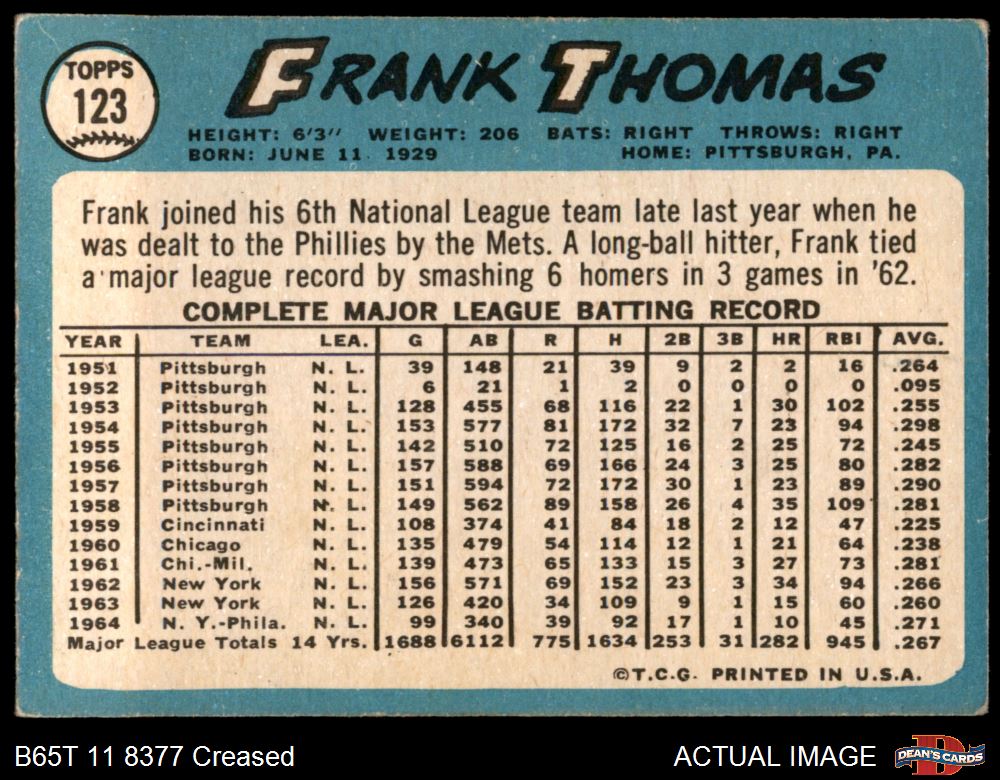 TOPPS
123
FRANK THOMAS
HEIGHT: 6'3" WEIGHT: 206 BATS: RIGHT THROWS: RIGHT
BORN: JUNE 11 1929 HOME: PITTSBURGH, PA.
Frank joined his 6th National League team late last year when he
was dealt to the Phillies by the Mets. A long-ball hitter, Frank tied
a major league record by smashing 6 homers in 3 games in '62.
COMPLETE MAJOR LEAGUE BATTING RECORD
YEAR TEAM LEA. G AB R H 2B 3B HR RBI AVG.
1951 Pittsburgh N. L. 39 148 21 39 9 2 2 16 .264
1952 Pittsburgh N. L. 6 21 1 2 0 0 0 0 .095
1953 Pittsburgh N. L. 128 455 68 116 22 1 30 102 .255
1954 Pittsburgh N. L. 153 577 81 172 32 7 23 94 .298
1955 Pittsburgh N. L. 142 510 72 125 16 2 25 72 .245
1956 Pittsburgh N. L. 157 588 69 166 24 3 25 80 .282
1957 Pittsburgh N. L. 151 594 72 172 30 1 23 89 .290
1958 Pittsburgh N. L. 149 562 89 158 26 4 35 109 .281
1959 Cincinnati N. L. 108 374 41 84 18 2 12 47 .225
1960 Chicago N. L. 135 479 54 114 12 1 21 64 .238
1961 Chi.-Mil. N. L. 139 473 65 133 15 3 27 73 .281
1962 New York N. L. 156 571 69 152 23 3 34 94 .266
1963 New York N. L. 126 420 34 109 9 1 15 60 .260
1964 N. Y.-Phila. N. L. 99 340 39 92 17 1 10 45 .271
Major League Totals 14 Yrs. 1688 6112 775 1634 253 31 282 945 .267
©T.C.G. PRINTED IN U.S.A.
B65T 11 8377 Creased ACTUAL IMAGE
D
DEAN'S CARDS